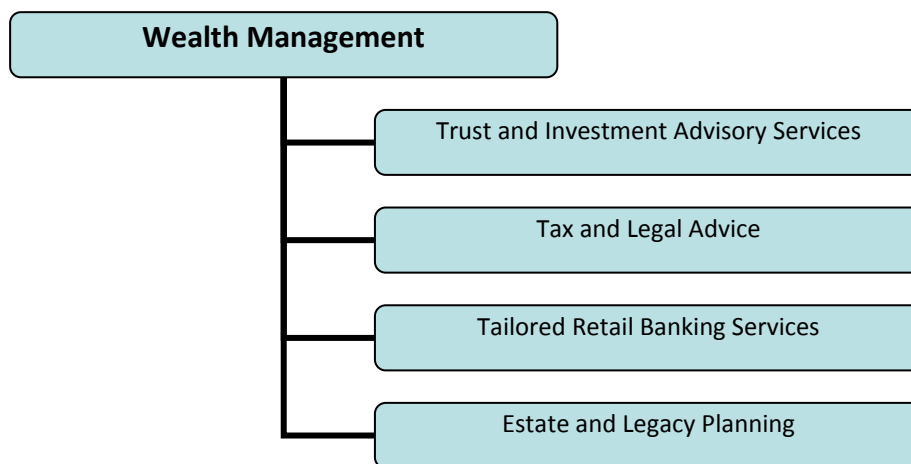 Wealth Management
Trust and Investment Advisory Services
Tax and Legal Advice
Tailored Retail Banking Services
Estate and Legacy Planning